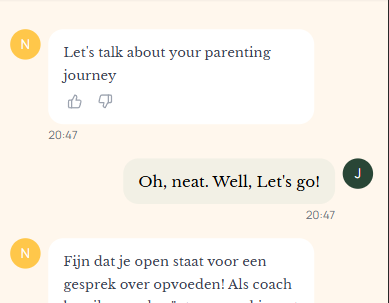 N
Let's talk about your parenting
journey
20:47
Oh, neat. Well, Let's go!
J
20:47
N
Fijn dat je open staat voor een
gesprek over opvoeden! Als coach